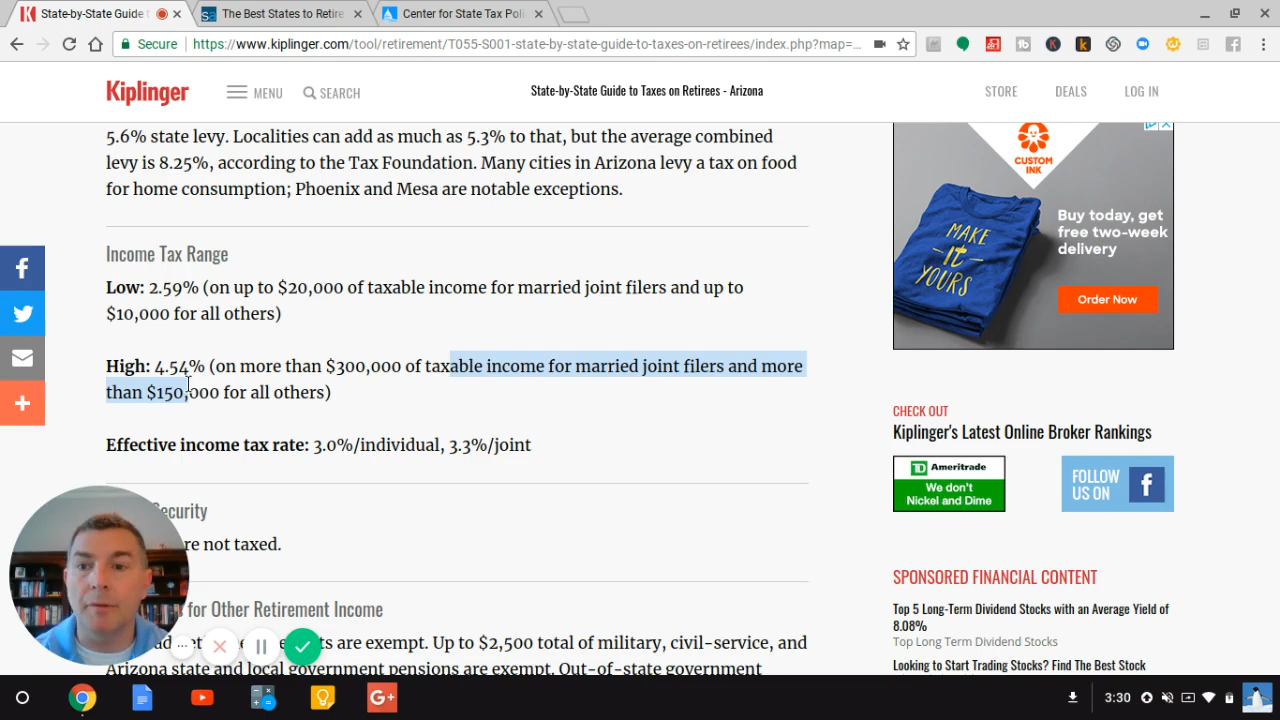 State-by-State Guide t
The Best States to Retire
Center for State Tax Poli
Secure
https://www.kiplinger.com/tool/retirement/T055-S001-state-by-state-guide-to-taxes-on-retirees/index.php?map=...
Kiplinger
MENU
SEARCH
State-by-State Guide to Taxes on Retirees - Arizona
STORE
DEALS
LOG IN
5.6% state levy. Localities can add as much as 5.3% to that, but the average combined
levy is 8.25%, according to the Tax Foundation. Many cities in Arizona levy a tax on food
for home consumption; Phoenix and Mesa are notable exceptions.
Income Tax Range
Low: 2.59% (on up to $20,000 of taxable income for married joint filers and up to
$10,000 for all others)
High: 4.54% (on more than $300,000 of taxable income for married joint filers and more
than $150,000 for all others)
Effective income tax rate: 3.0%/individual, 3.3%/joint
ecurity
re not taxed.
s for Other Retirement Income
ts are exempt. Up to $2,500 total of military, civil-service, and
Arizona state and local government pensions are exempt. Out-of-state government
CUSTOM
INK
MAKE
IT
YOURS
Buy today, get
free two-week
delivery
Order Now
CHECK OUT
Kiplinger's Latest Online Broker Rankings
TD Ameritrade
We don't
Nickel and Dime
FOLLOW
US ON
SPONSORED FINANCIAL CONTENT
Top 5 Long-Term Dividend Stocks with an Average Yield of
8.08%
Top Long Term Dividend Stocks
Looking to Start Trading Stocks? Find The Best Stock
3:30